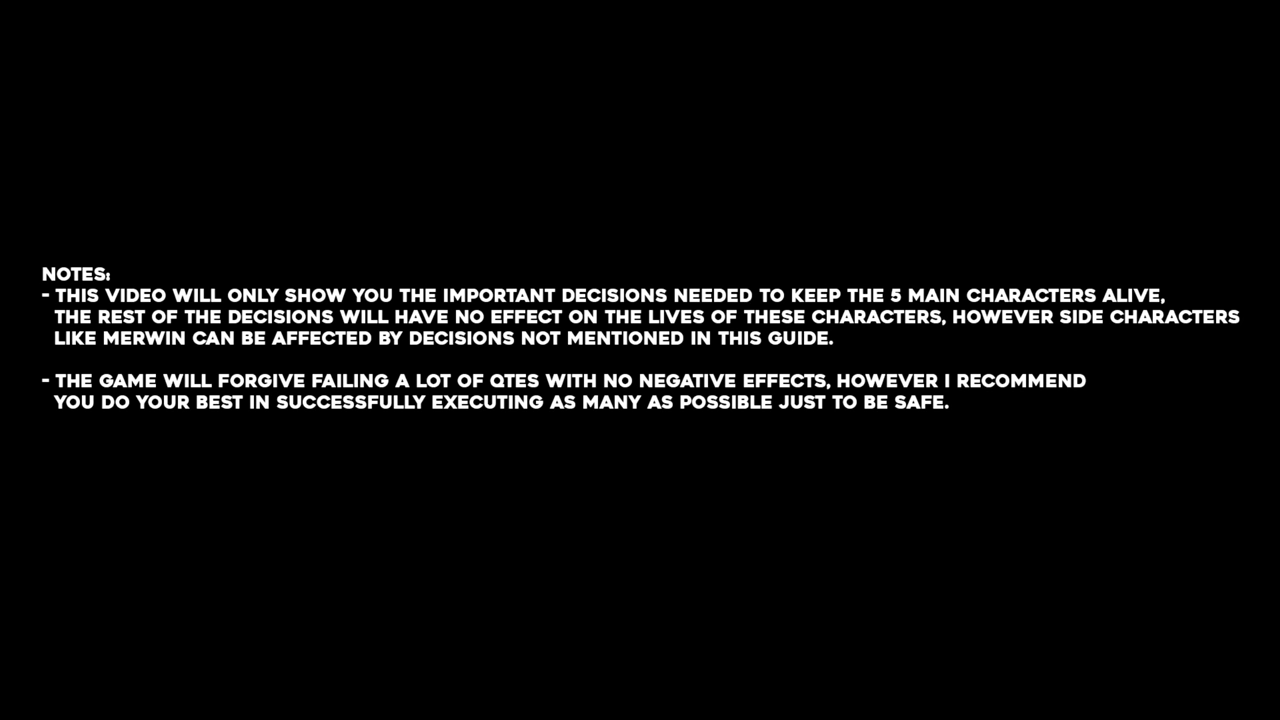 NOTES:
- THIS VIDEO WILL ONLY SHOW YOU THE IMPORTANT DECISIONS NEEDED TO KEEP THE 5 MAIN CHARACTERS ALIVE,
THE REST OF THE DECISIONS WILL HAVE NO EFFECT ON THE LIVES OF THESE CHARACTERS, HOWEVER SIDE CHARACTERS
LIKE MERWIN CAN BE AFFECTED BY DECISIONS NOT MENTIONED IN THIS GUIDE.
- THE GAME WILL FORGIVE FAILING A LOT OF QTES WITH NO NEGATIVE EFFECTS, HOWEVER I RECOMMEND
YOU DO YOUR BEST IN SUCCESSFULLY EXECUTING AS MANY AS POSSIBLE JUST TO BE SAFE.